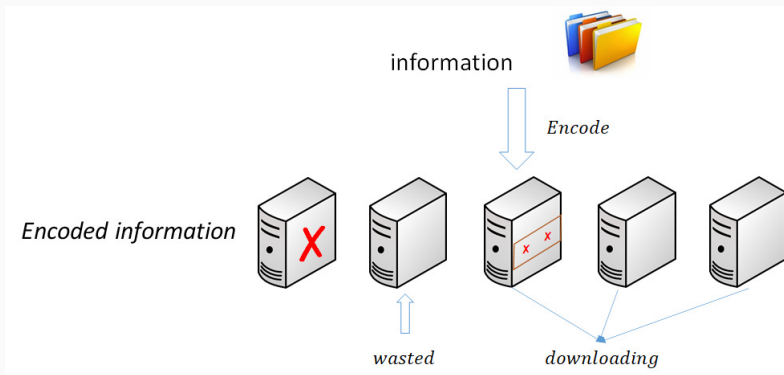 information
Encode
Encoded information
X
x x
wasted
downloading